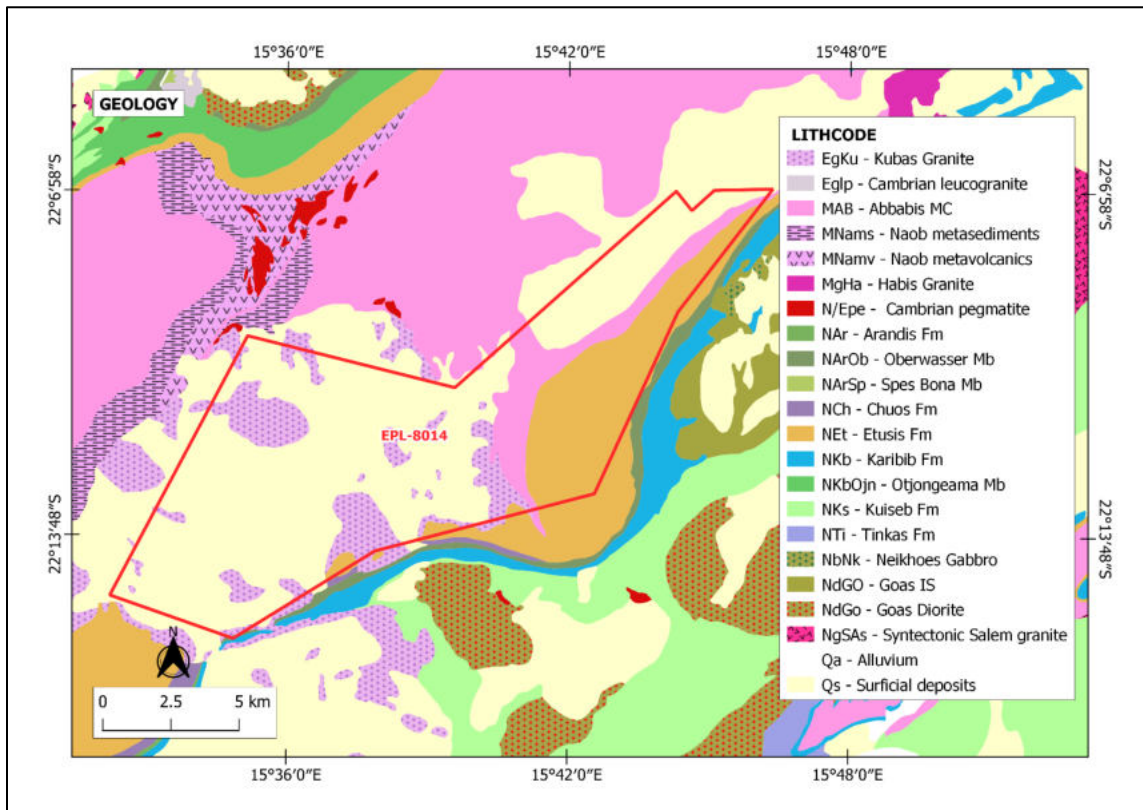 15°36′0″E
15°42′0″E
15°48′0″E
GEOLOGY
22°6′58″S
22°6′58″S
LITHCODE
EgKu - Kubas Granite
Eglp - Cambrian leucogranite
MAB - Abbabis MC
MNams - Naob metasediments
MNamv - Naob metavolcanics
MgHa - Habis Granite
N/Epe - Cambrian pegmatite
NAr - Arandis Fm
NArOb - Oberwasser Mb
NArSp - Spes Bona Mb
NCh - Chuos Fm
NEt - Etusis Fm
NKb - Karibib Fm
NKbOjn - Otjongeama Mb
NKs - Kuiseb Fm
NTi - Tinkas Fm
NbNk - Neikhoes Gabbro
NdGO - Goas IS
NdGo - Goas Diorite
NgSAs - Syntectonic Salem granite
Qa - Alluvium
Qs - Surficial deposits
EPL-8014
22°13′48″S
22°13′48″S
N
0 2.5 5 km
15°36′0″E
15°42′0″E
15°48′0″E